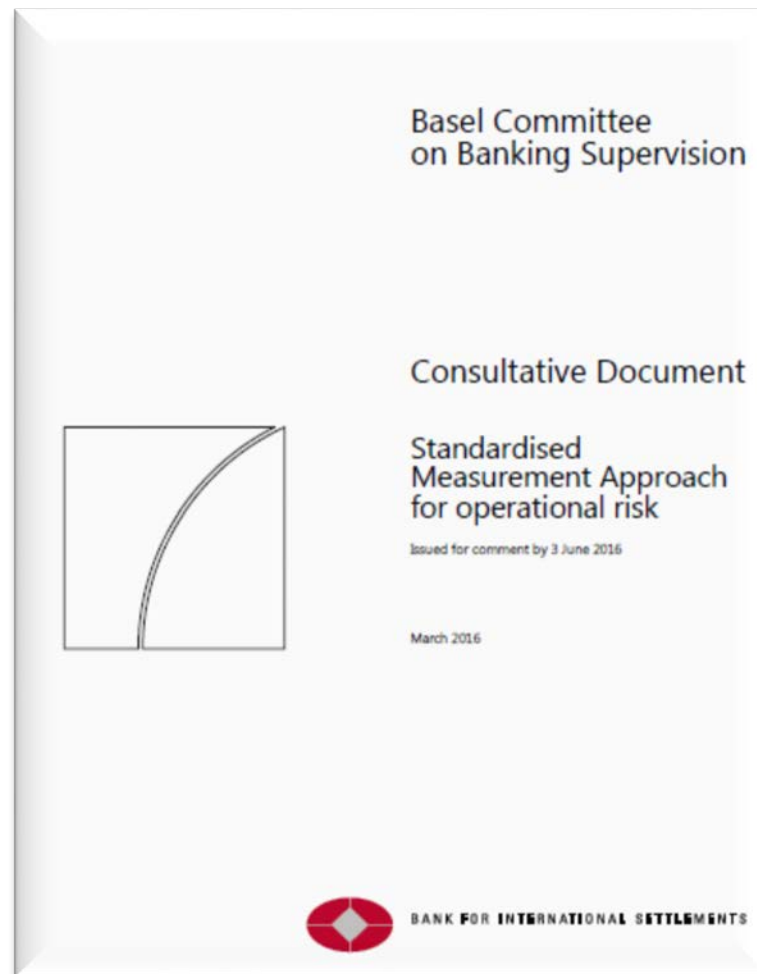 Basel Committee
on Banking Supervision
Consultative Document
Standardised
Measurement Approach
for operational risk
Issued for comment by 3 June 2016
March 2016
BANK FOR INTERNATIONAL SETTLEMENTS